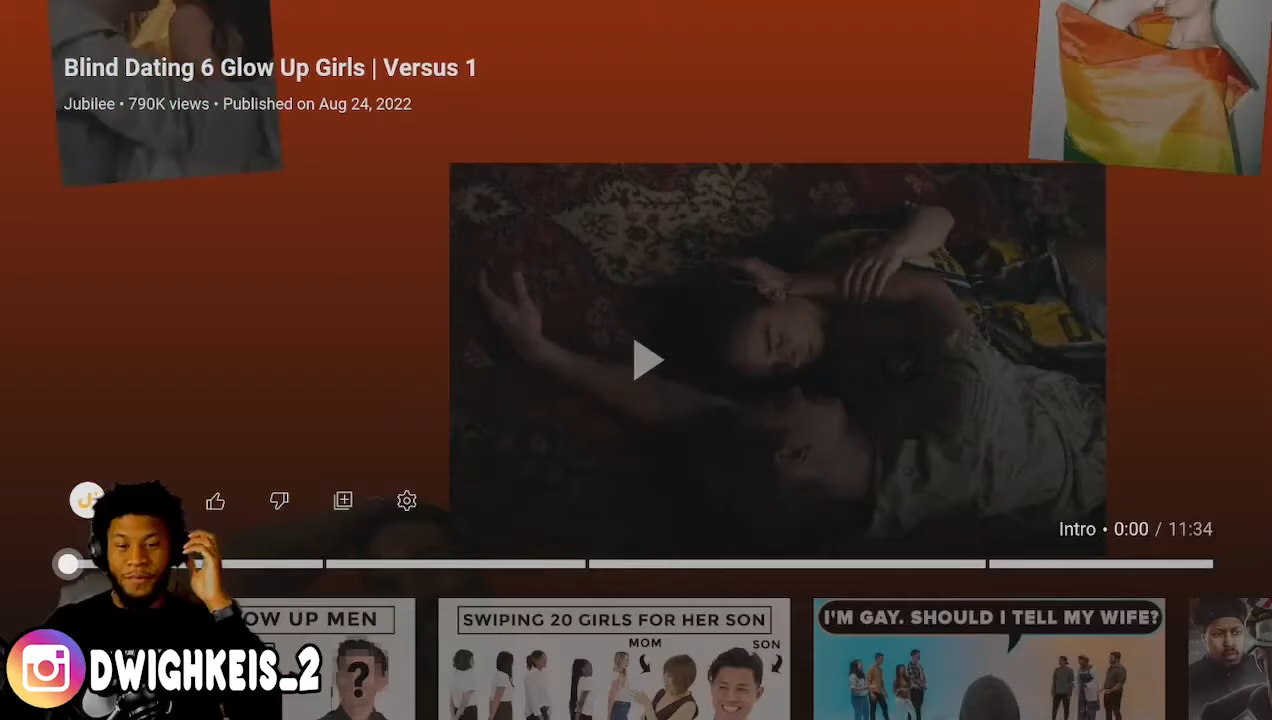 Blind Dating 6 Glow Up Girls | Versus 1
Jubilee • 790K views • Published on Aug 24, 2022
Intro • 0:00 / 11:34
OW UP MEN
?
SWIPING 20 GIRLS FOR HER SON
MOM
SON
I'M GAY. SHOULD I TELL MY WIFE?
DWIGHKEIS_2